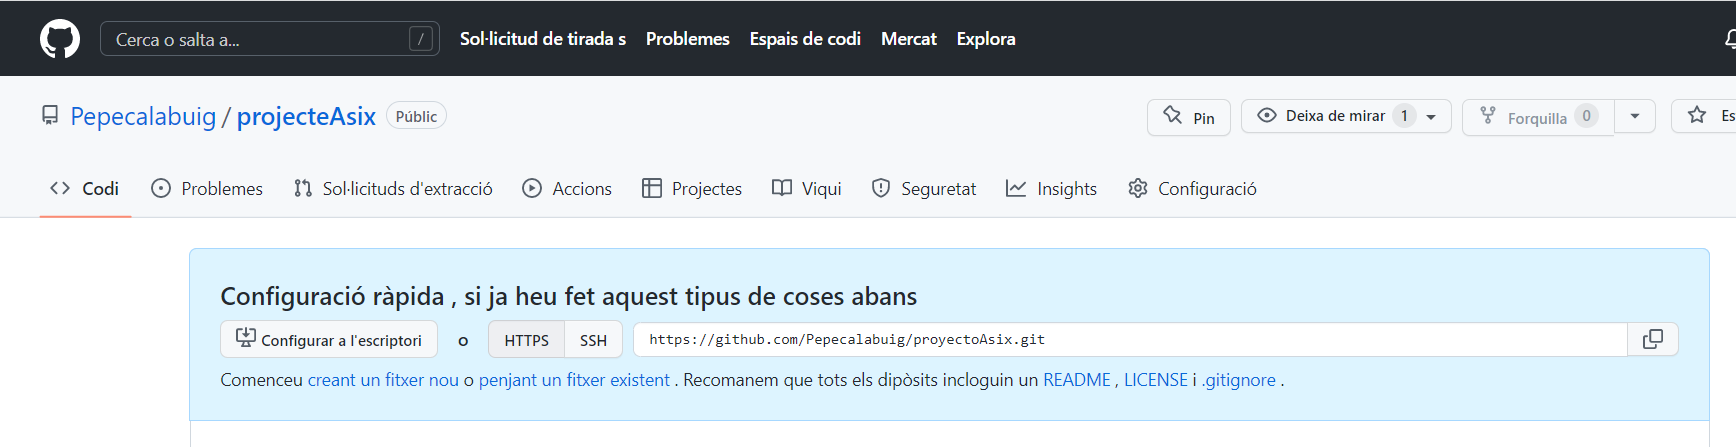 Cerca o salta a... / Sol·licitud de tirada s Problemes Espais de codi Mercat Explora
Pepecalabuig / projecteAsix Públic Pin Deixa de mirar 1 Forquilla 0 Es
Codi Problemes Sol·licituds d'extracció Accions Projectes Viqui Seguretat Insights Configuració
Configuració ràpida , si ja heu fet aquest tipus de coses abans
Configurar a l'escriptori o HTTPS SSH https://github.com/Pepecalabuig/proyectoAsix.git
Comenceu creant un fitxer nou o penjant un fitxer existent . Recomanem que tots els dipòsits incloguin un README , LICENSE i .gitignore .